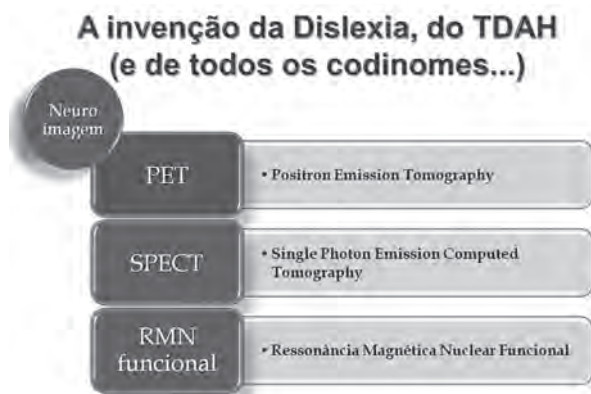 A invenção da Dislexia, do TDAH
(e de todos os codinomes...)
Neuro
imagem
PET
• Positron Emission Tomography
SPECT
• Single Photon Emission Computed
Tomography
RMN
funcional
• Ressonância Magnética Nuclear Funcional